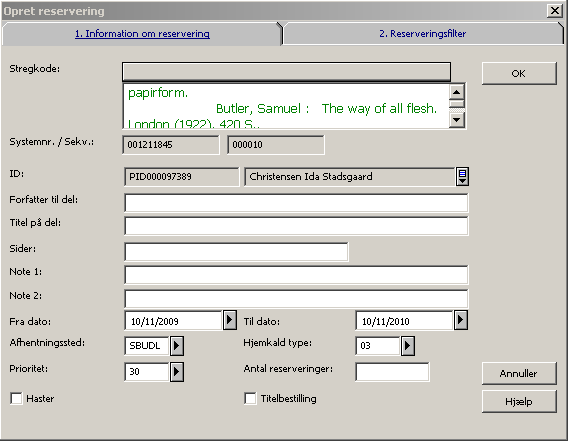 Opret reservering
1. Information om reservering
2. Reserveringsfilter
Stregkode:
OK
papirform.
Butler, Samuel : The way of all flesh.
London (1922). 420 S..
Systemnr. / Sekv.:
001211845
000010
ID:
PID000097389
Christensen Ida Stadsgaard
Forfatter til del:
Titel på del:
Sider:
Note 1:
Note 2:
Fra dato:
10/11/2009
Til dato:
10/11/2010
Afhentningssted:
SBUDL
Hjemkald type:
03
Prioritet:
30
Antal reserveringer:
Annuller
Haster
Titelbestilling
Hjælp